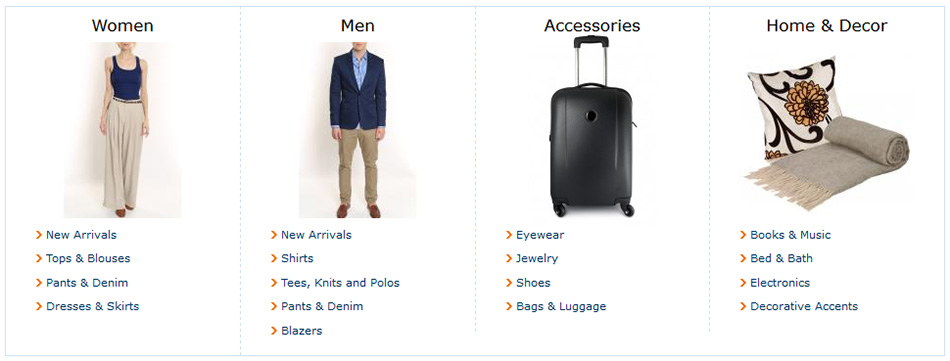 Women
New Arrivals
Tops & Blouses
Pants & Denim
Dresses & Skirts
Men
New Arrivals
Shirts
Tees, Knits and Polos
Pants & Denim
Blazers
Accessories
Eyewear
Jewelry
Shoes
Bags & Luggage
Home & Decor
Books & Music
Bed & Bath
Electronics
Decorative Accents